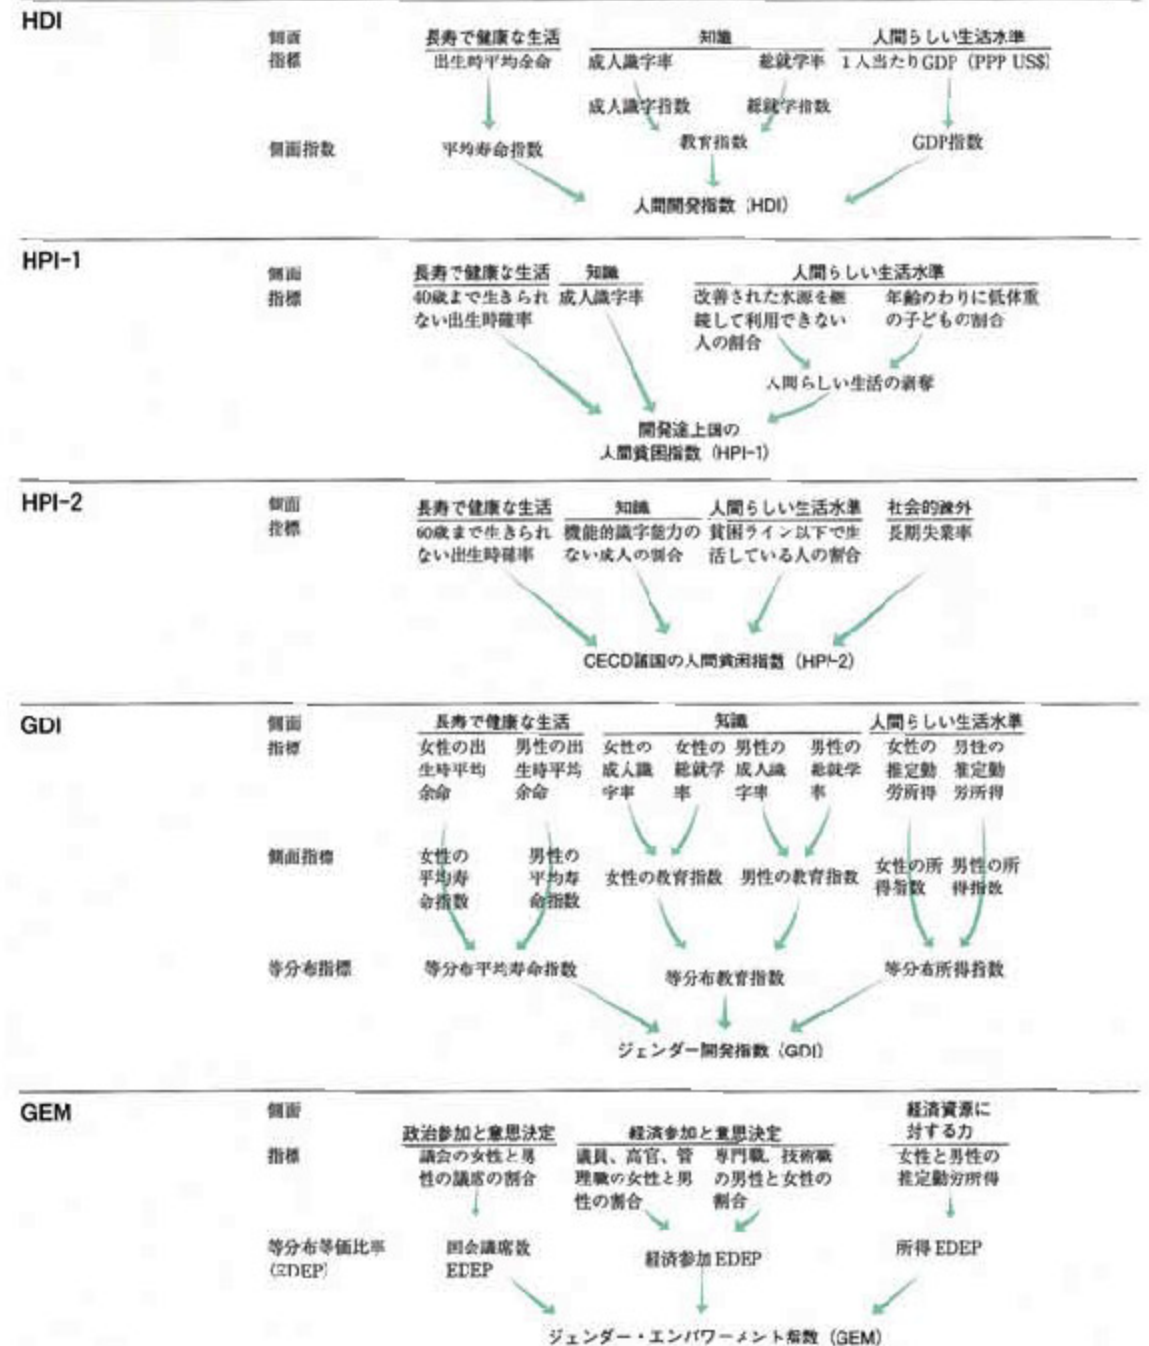 HDI
側面 長寿で健康な生活 知識 人間らしい生活水準
指標 出生時平均余命 成人識字率 総就学率 1人当たりGDP（PPP US$）
成人識字指数 総就学指数
側面指数 平均寿命指数 教育指数 GDP指数
人間開発指数（HDI）
HPI-1
側面 長寿で健康な生活 知識 人間らしい生活水準
指標 40歳まで生きられ 成人識字率 改善された水源を継 年齢のわりに低体重
ない出生時確率 続して利用できない の子どもの割合
人の割合
人間らしい生活の剥奪
開発途上国の
人間貧困指数（HPI-1）
HPI-2
側面 長寿で健康な生活 知識 人間らしい生活水準 社会的疎外
指標 60歳まで生きられ 機能的識字能力の 貧困ライン以下で生 長期失業率
ない出生時確率 ない成人の割合 活している人の割合
OECD諸国の人間貧困指数（HPI-2）
GDI
側面 長寿で健康な生活 知識 人間らしい生活水準
指標 女性の出 男性の出 女性の 女性の 男性の 男性の 女性の 男性の
生時平均 生時平均 成人識 総就学 成人識 総就学 推定勤 推定勤
余命 余命 字率 率 字率 率 労所得 労所得
側面指標 女性の 男性の
平均寿 平均寿 女性の教育指数 男性の教育指数 女性の所 男性の所
命指数 命指数 得指数 得指数
等分布指標 等分布平均寿命指数 等分布教育指数 等分布所得指数
ジェンダー開発指数（GDI）
GEM
側面 経済資源に
政治参加と意思決定 経済参加と意思決定 対する力
指標 議会の女性と男 議員、高官、管 専門職、技術職 女性と男性の
性の議席の割合 理職の女性と男 の男性と女性の 推定勤労所得
性の割合 割合
等分布等価比率 国会議席数 経済参加 EDEP 所得 EDEP
（EDEP） EDEP
ジェンダー・エンパワーメント指数（GEM）